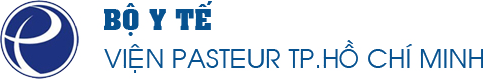 BỘ Y TẾ
VIỆN PASTEUR TP.HỒ CHÍ MINH